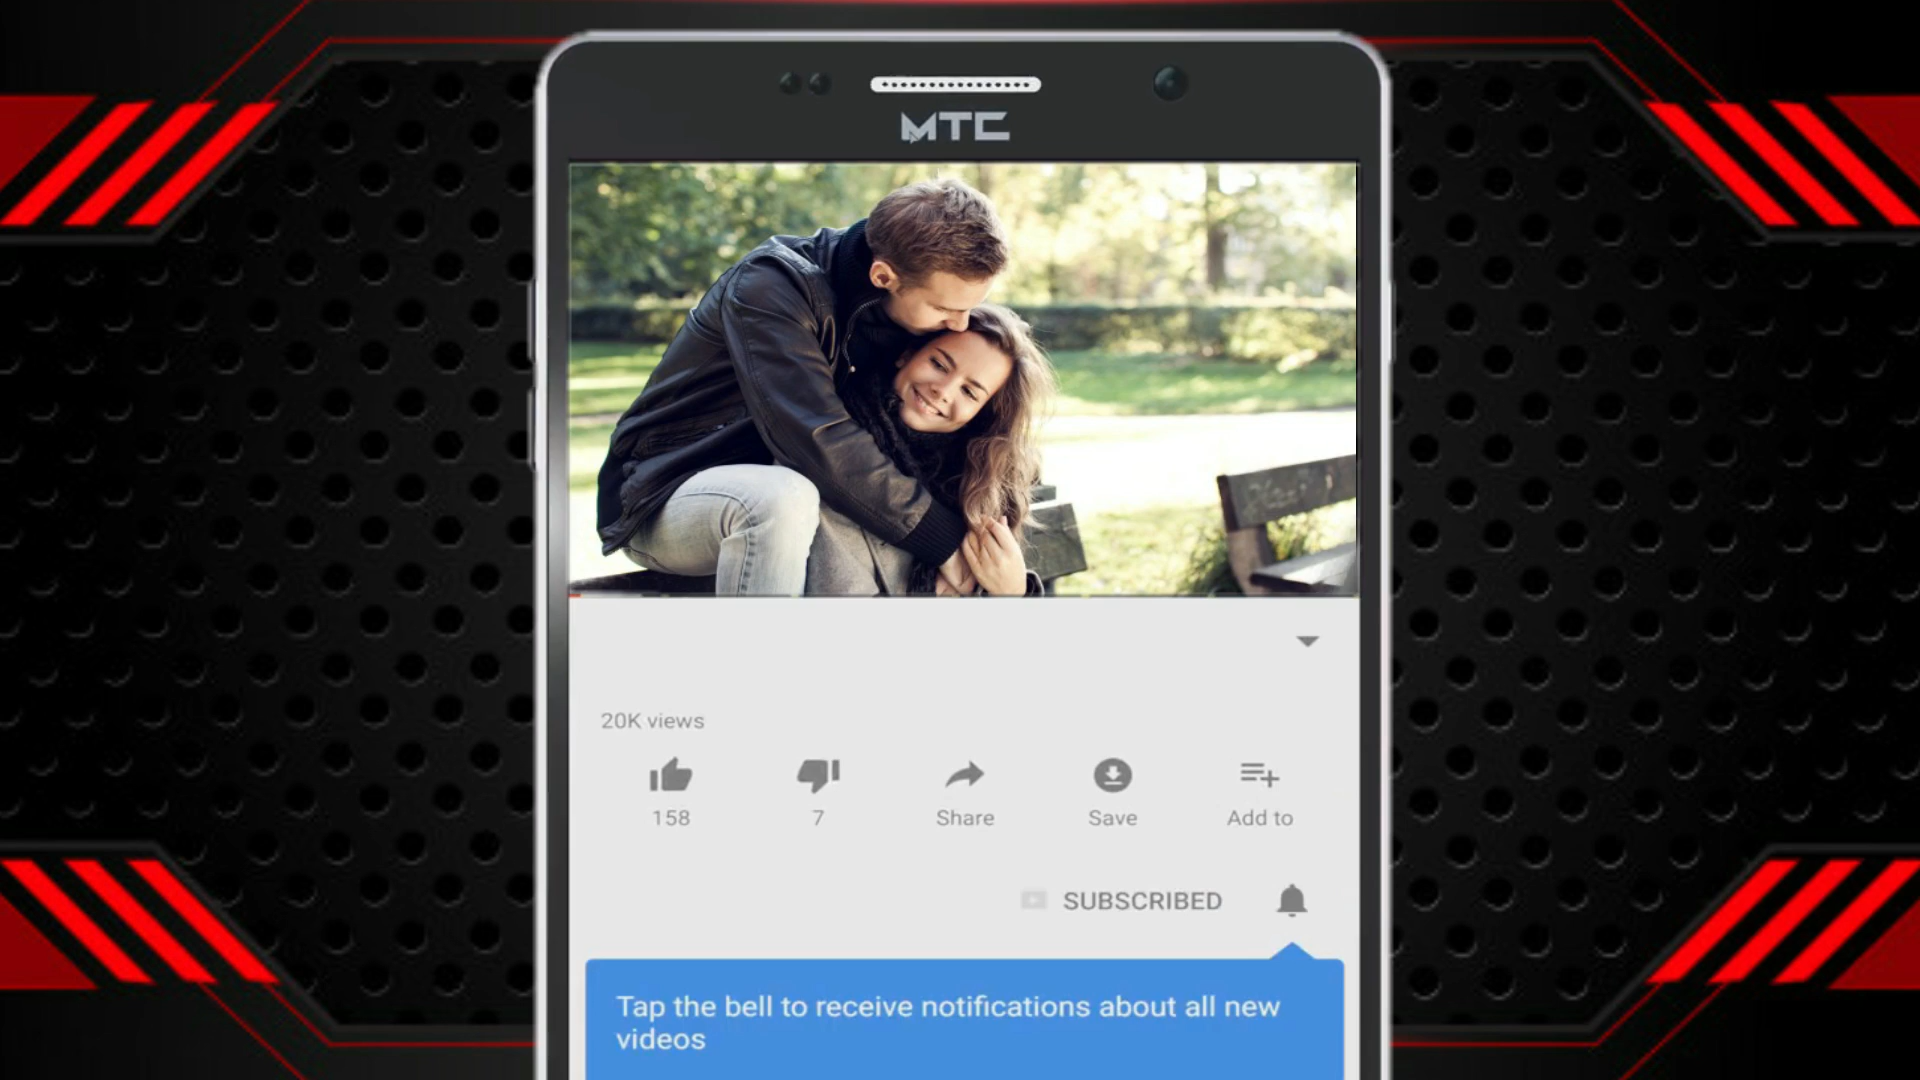 MTC
20K views
158 7 Share Save Add to
SUBSCRIBED
Tap the bell to receive notifications about all new
videos